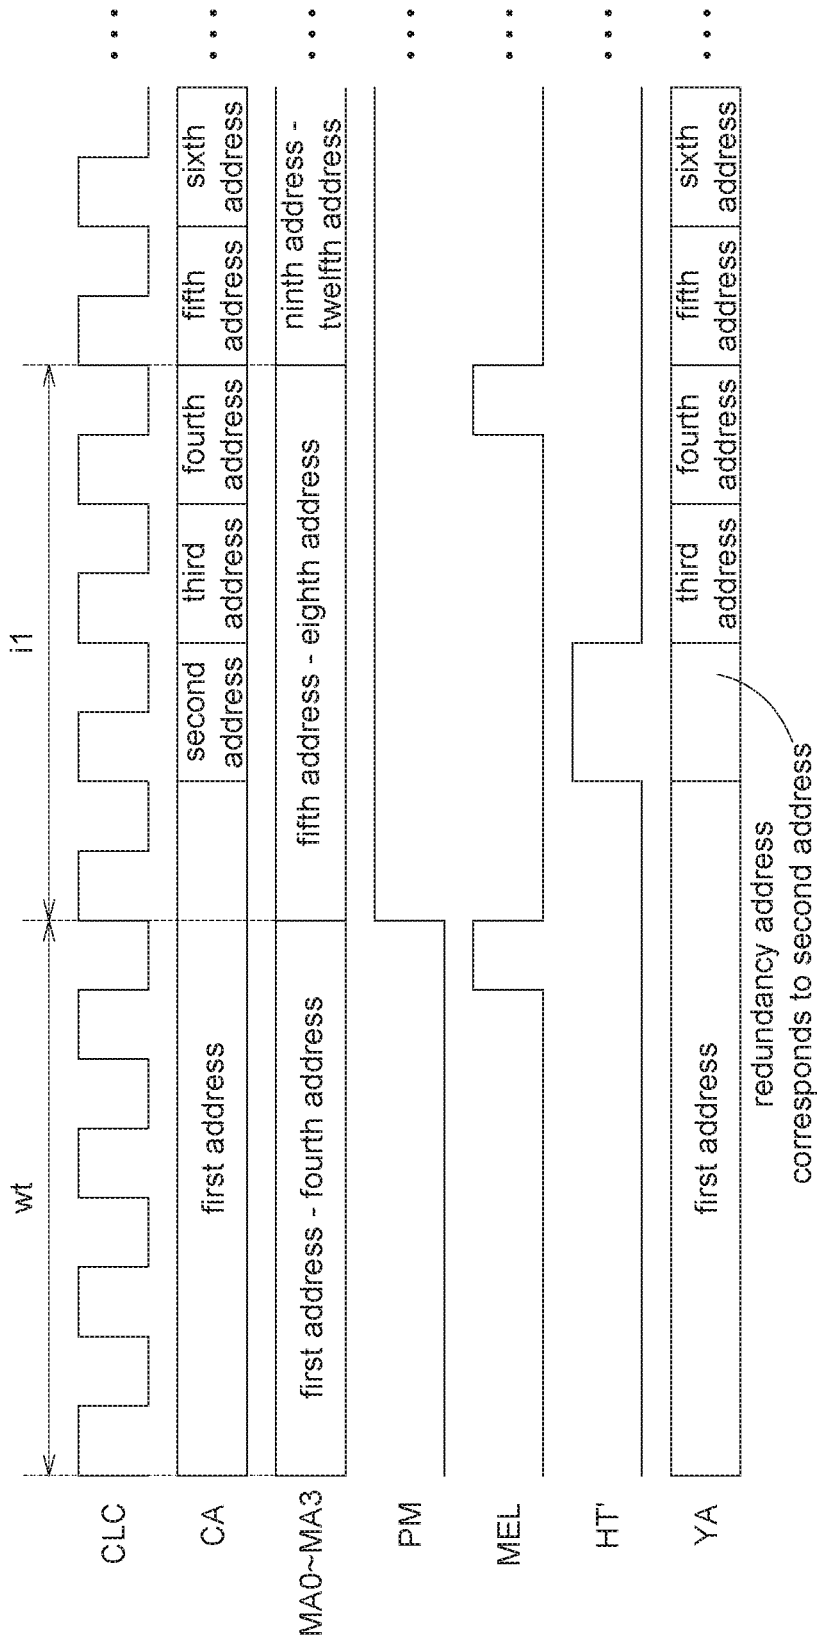 wt
i1
CLC
CA
first address
second
address
third
address
fourth
address
fifth
address
sixth
address
MA0~MA3
first address - fourth address
fifth address - eighth address
ninth address -
twelfth address
PM
MEL
HT'
YA
first address
third
address
fourth
address
fifth
address
sixth
address
redundancy address
corresponds to second address